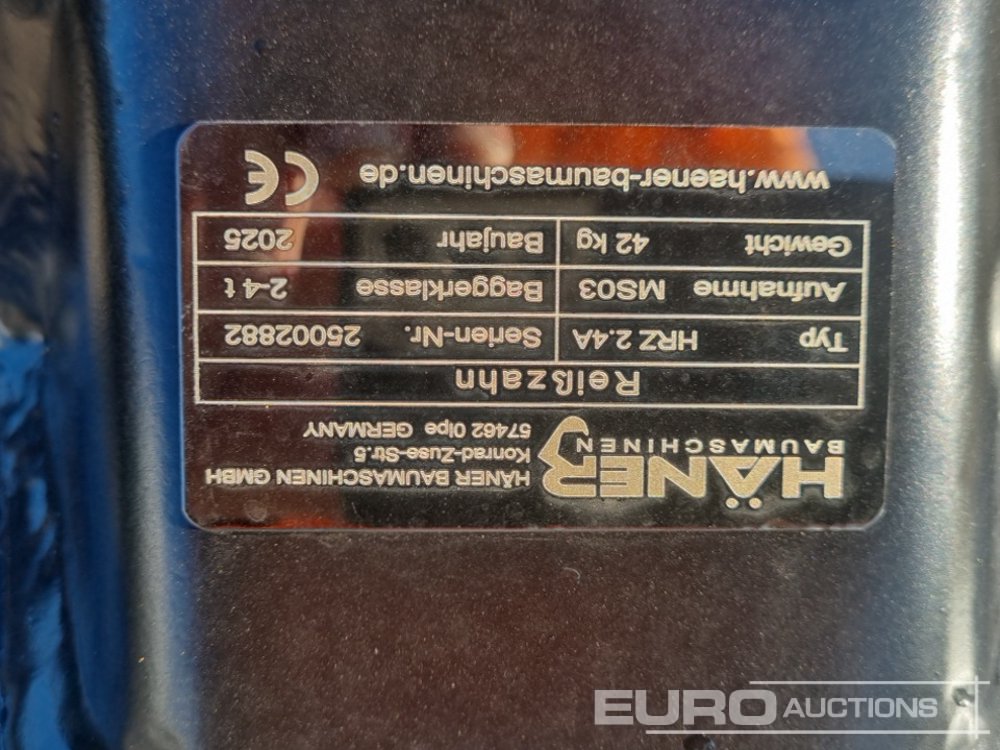 HÄNER
BAUMASCHINEN
HÄNER BAUMASCHINEN GMBH
Konrad-Zuse-Str.5
57462 Olpe GERMANY
Reißzahn
Typ HRZ 2.4A Serien-Nr. 25002882
Aufnahme MS03 Baggerklasse 2-4 t
Gewicht 42 kg Baujahr 2025
www.haener-baumaschinen.de CE
EURO AUCTIONS